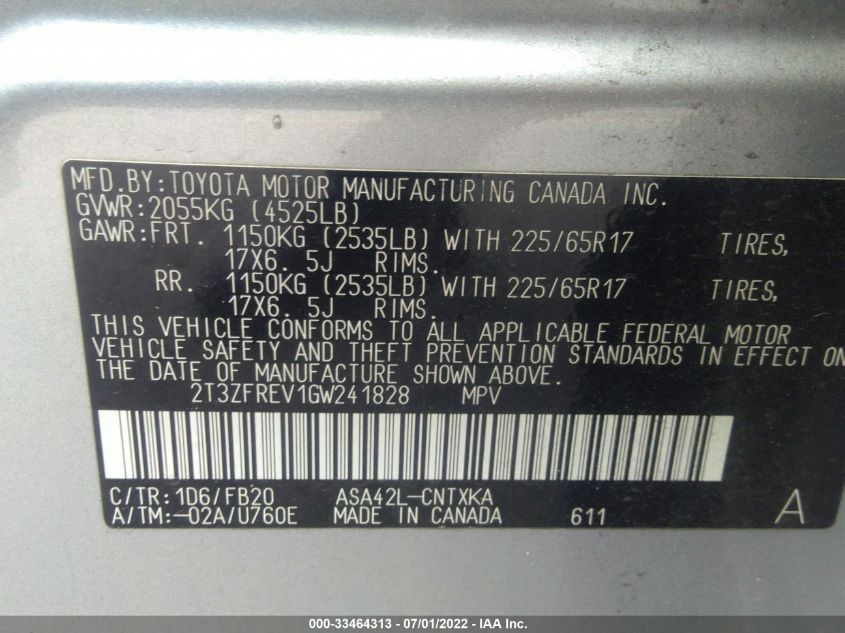 MFD.BY:TOYOTA MOTOR MANUFACTURING CANADA INC.
GVWR:2055KG (4525LB)
GAWR:FRT. 1150KG (2535LB) WITH 225/65R17 TIRES,
17X6. 5J RIMS.
RR. 1150KG (2535LB) WITH 225/65R17 TIRES,
17X6. 5J RIMS.
THIS VEHICLE CONFORMS TO ALL APPLICABLE FEDERAL MOTOR
VEHICLE SAFETY AND THEFT PREVENTION STANDARDS IN EFFECT ON
THE DATE OF MANUFACTURE SHOWN ABOVE.
2T3ZFREV1GW241828 MPV
C/TR:1D6/FB20 ASA42L-CNTXKA
A/TM:-02A/U760E MADE IN CANADA 611 A
000-33464313 - 07/01/2022 - IAA Inc.